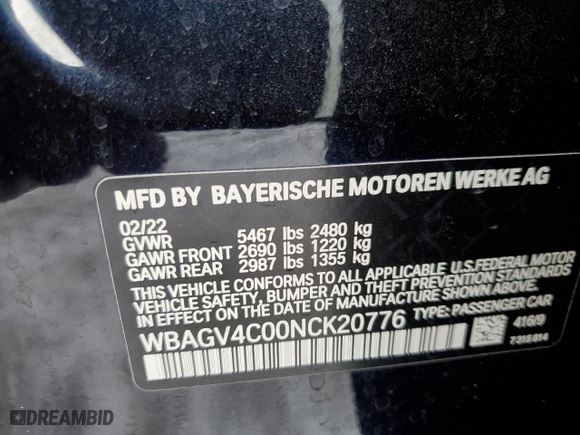 MFD BY BAYERISCHE MOTOREN WERKE AG
02/22
GVWR 5467 lbs 2480 kg
GAWR FRONT 2690 lbs 1220 kg
GAWR REAR 2987 lbs 1355 kg
THIS VEHICLE CONFORMS TO ALL APPLICABLE U.S.FEDERAL MOTOR
VEHICLE SAFETY, BUMPER AND THEFT PREVENTION STANDARDS
IN EFFECT ON THE DATE OF MANUFACTURE SHOWN ABOVE.
WBAGV4C00NCK20776 TYPE: PASSENGER CAR
416/9
7315814
DREAMBID